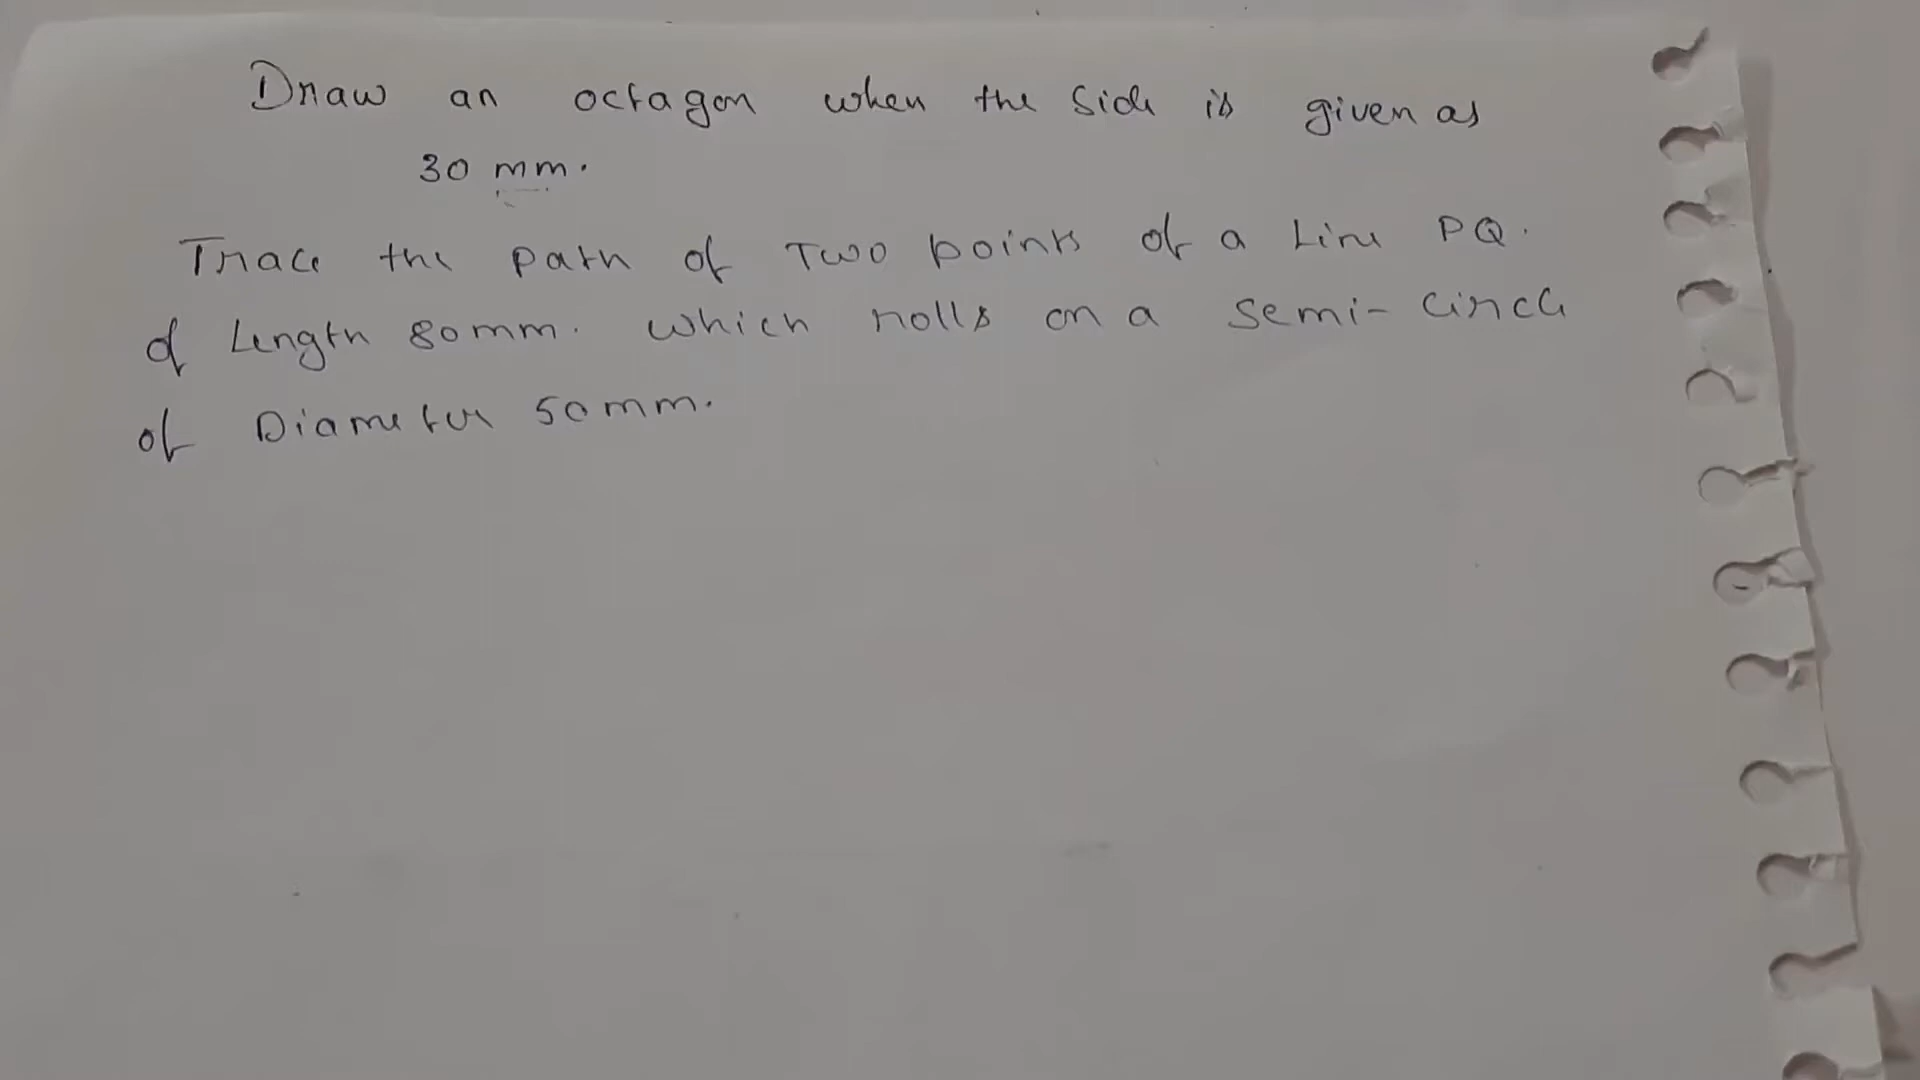 Draw an octagon when the side is given as
30 mm.
Trace the path of Two points of a Line PQ.
of Length 80mm. which rolls on a semi-circle
of Diameter 50mm.